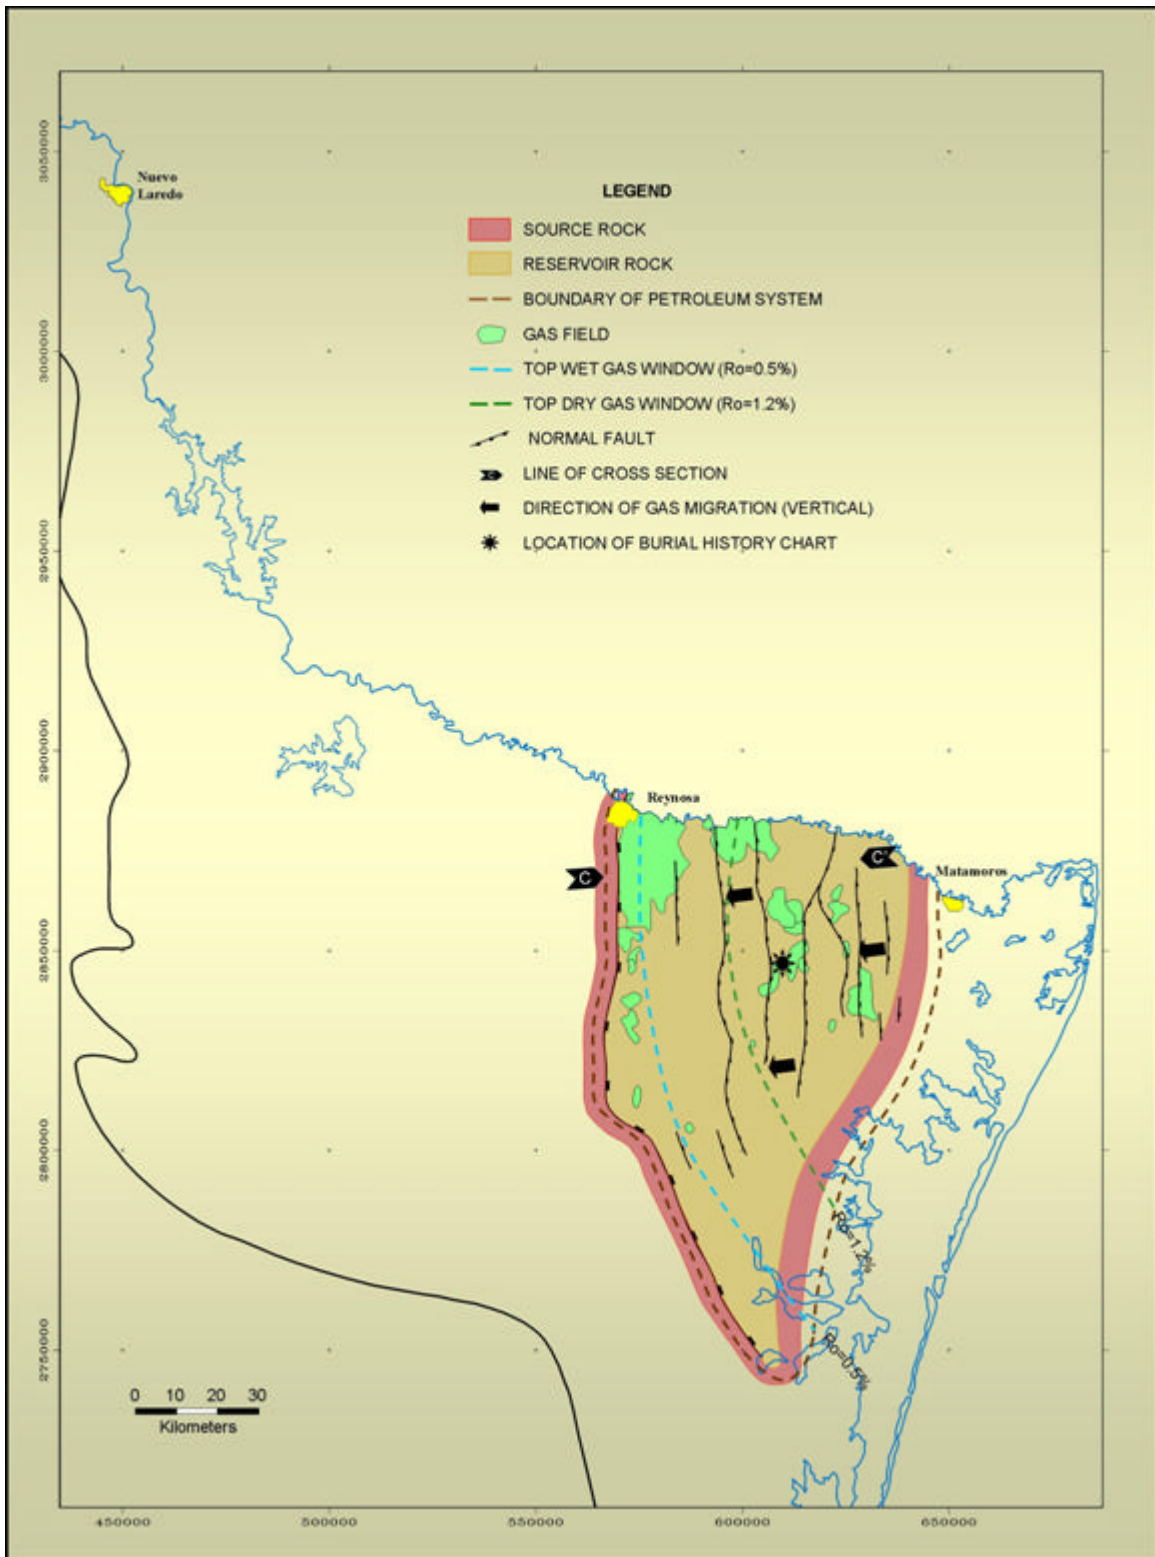 3050000
3000000
2950000
2900000
2850000
2800000
2750000
Nuevo
Laredo
LEGEND
SOURCE ROCK
RESERVOIR ROCK
BOUNDARY OF PETROLEUM SYSTEM
GAS FIELD
TOP WET GAS WINDOW (Ro=0.5%)
TOP DRY GAS WINDOW (Ro=1.2%)
NORMAL FAULT
LINE OF CROSS SECTION
DIRECTION OF GAS MIGRATION (VERTICAL)
LOCATION OF BURIAL HISTORY CHART
Reynosa
C
C'
Matamoros
Ro=1.2%
Ro=0.5%
0 10 20 30
Kilometers
450000 500000 550000 600000 650000